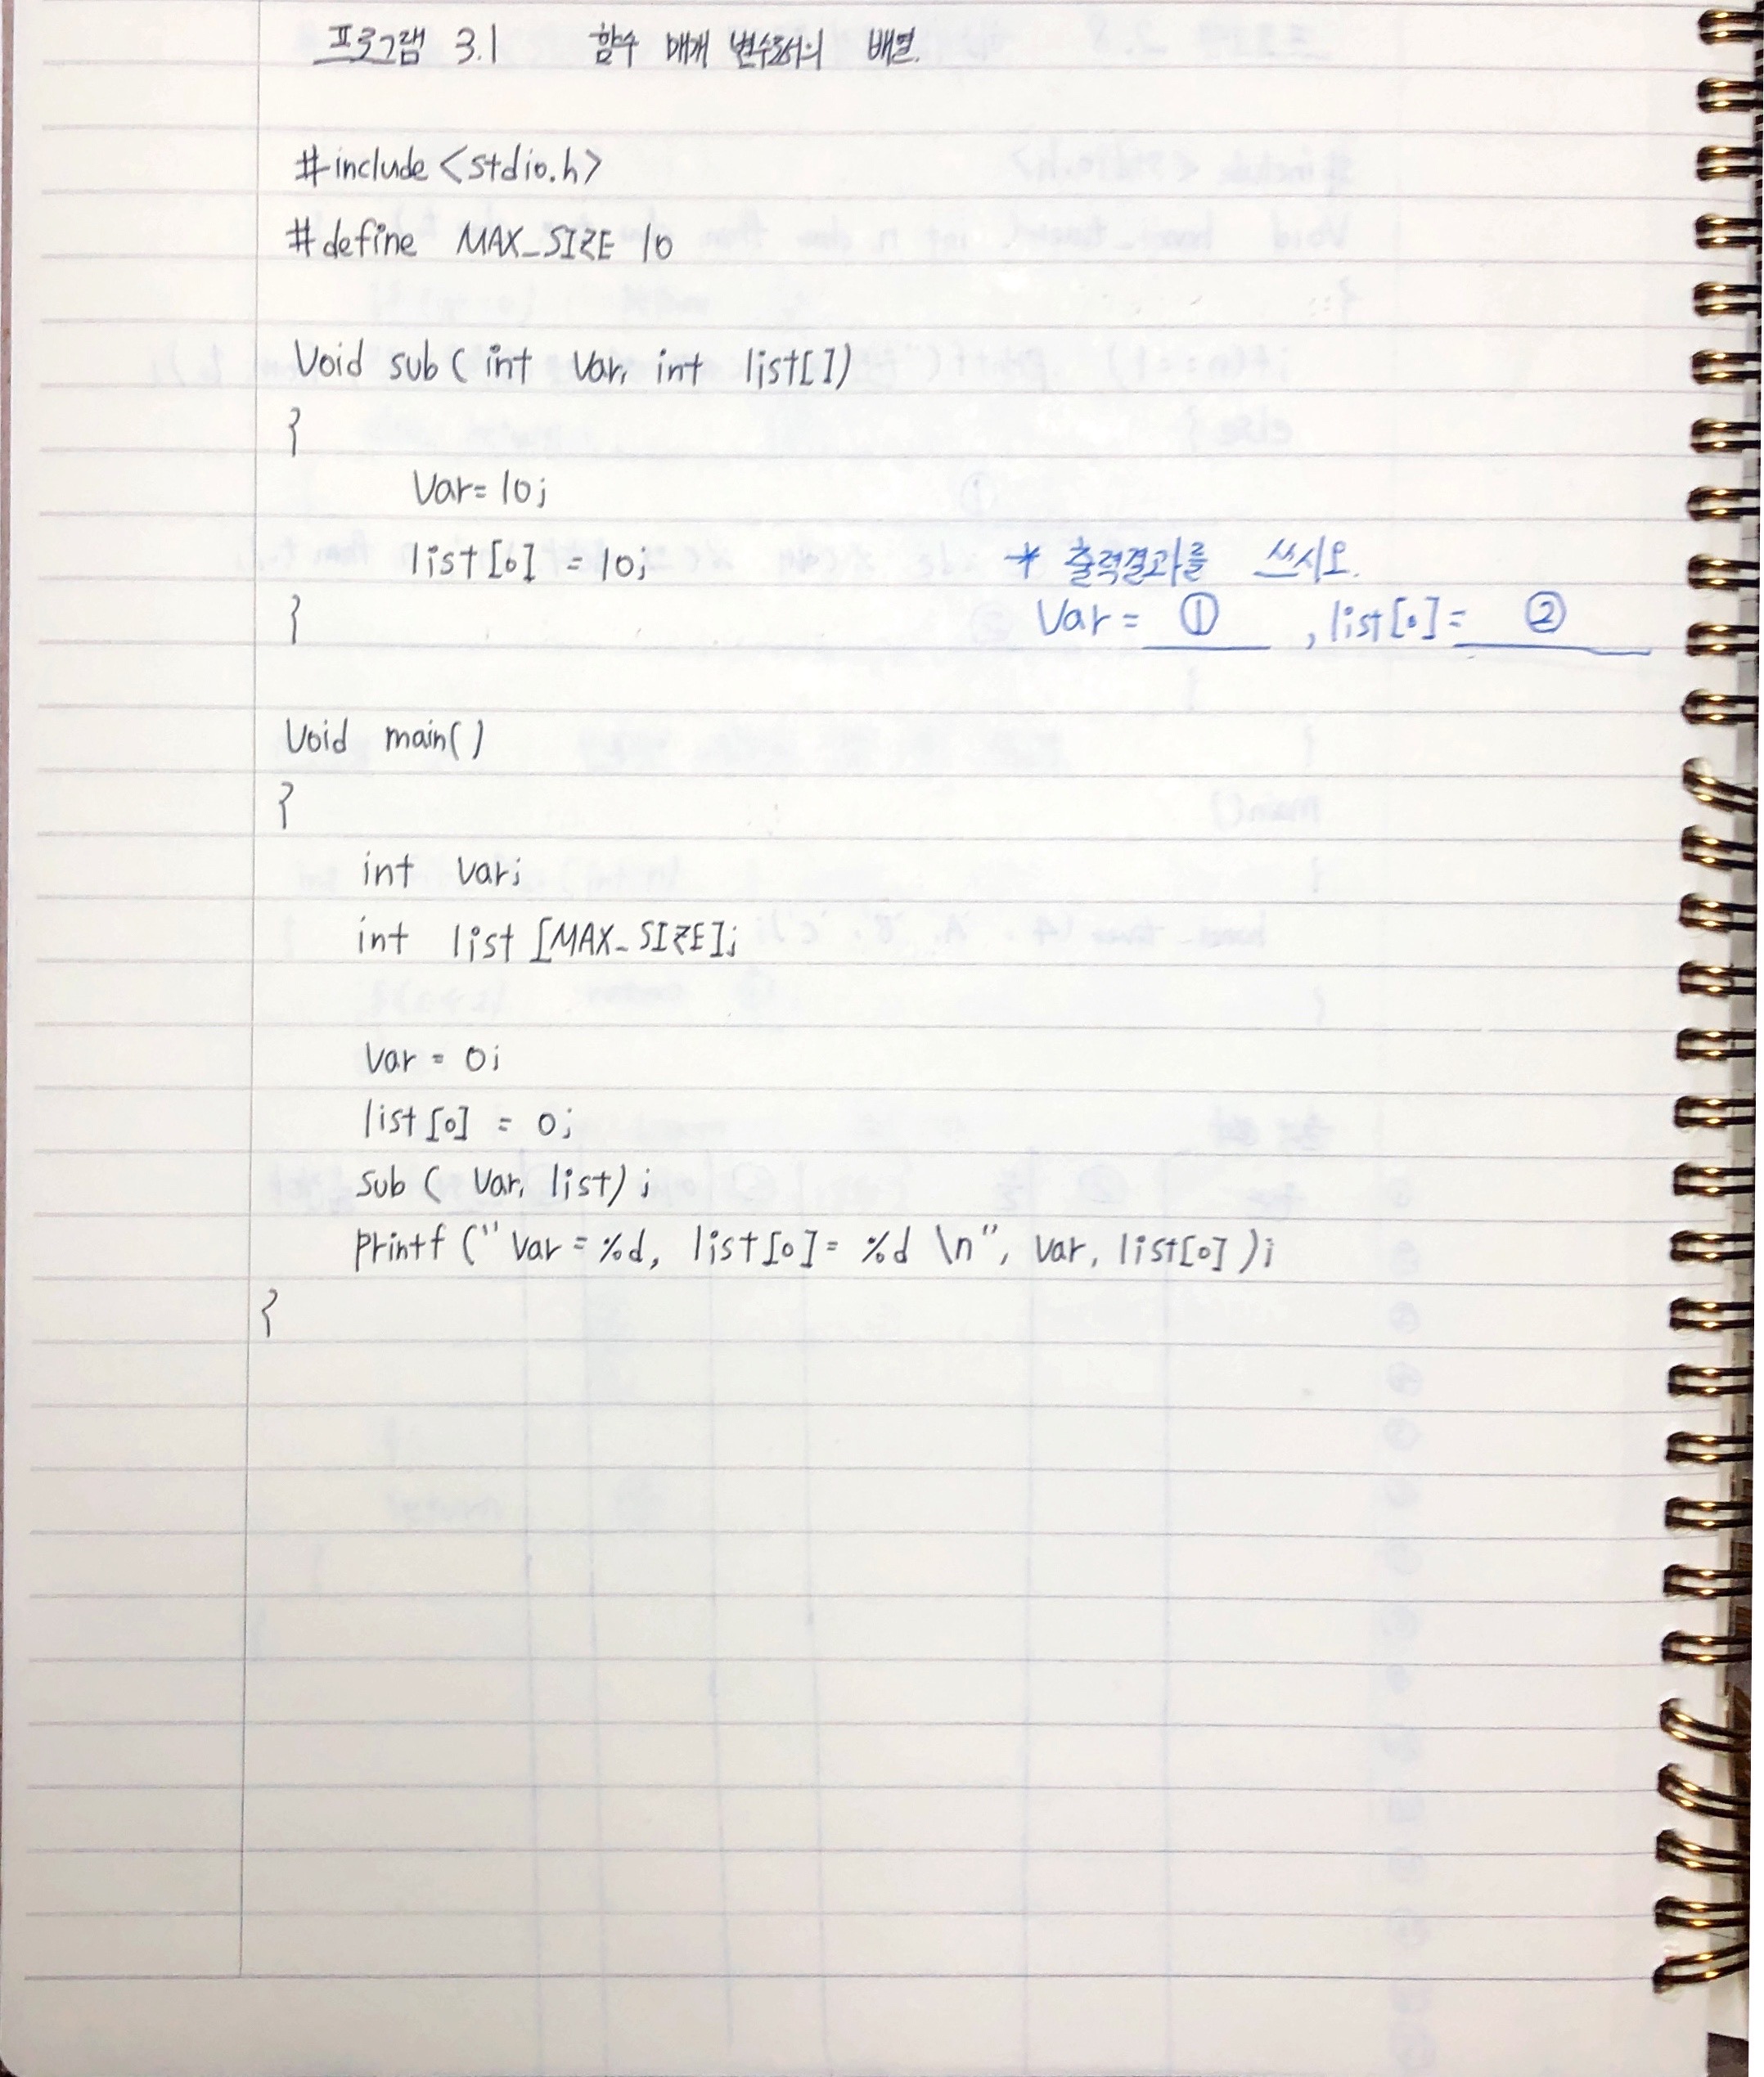 프로그램 3.1 함수 매개 변수로서의 배열.
#include <stdio.h>
#define MAX_SIZE 10
Void sub ( int Var, int list[])
{
Var = 10;
list[0] = 10;
* 출력결과를 쓰시오.
}
Var = ① , list[0] = ②
Void main()
{
int var;
int list [MAX_SIZE];
Var = 0;
list[0] = 0;
sub ( Var, list) ;
printf ("Var = %d, list[0] = %d \n", var, list[0] );
}